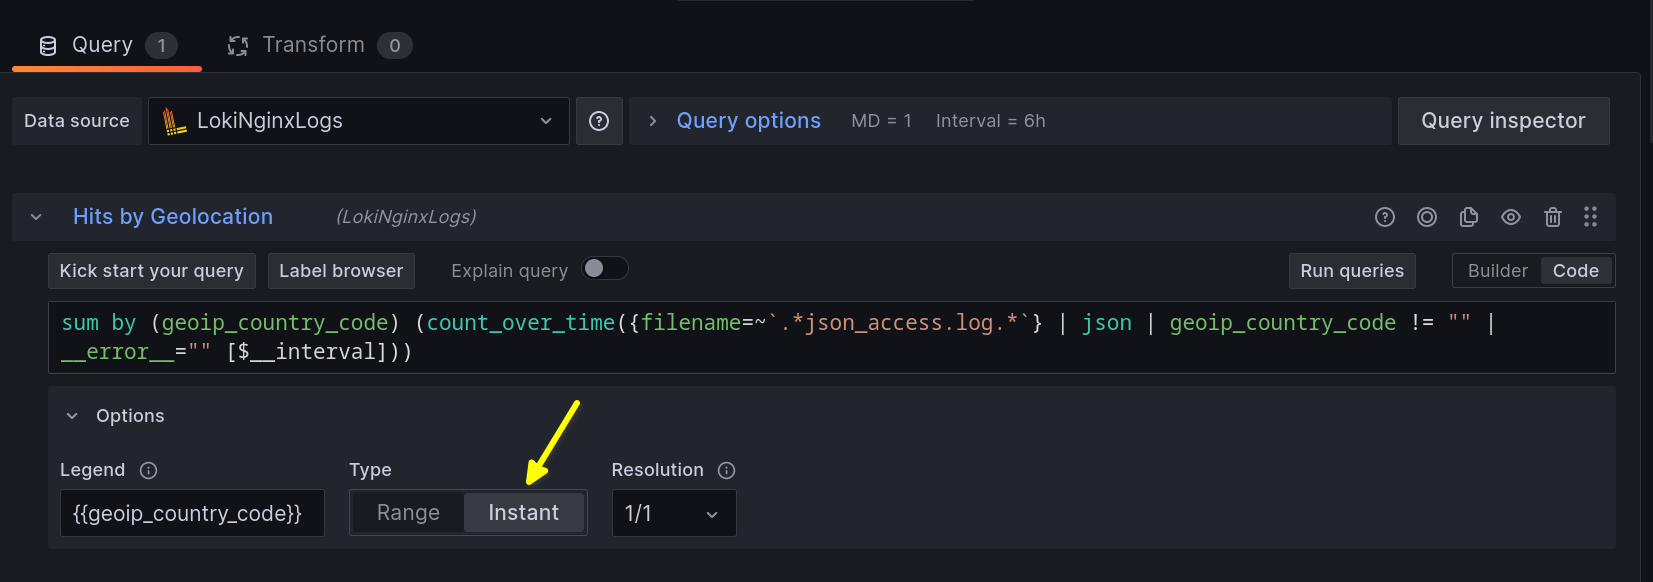 Query 1 Transform 0
Data source LokiNginxLogs Query options MD = 1 Interval = 6h Query inspector
Hits by Geolocation (LokiNginxLogs)
Kick start your query Label browser Explain query Run queries Builder Code
sum by (geoip_country_code) (count_over_time({filename=~`.*json_access.log.*`} | json | geoip_country_code != "" |
__error__="" [$__interval]))
Options
Legend Type Resolution
{{geoip_country_code}} Range Instant 1/1